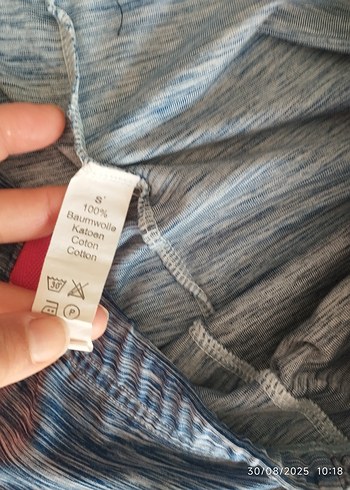 S
100%
Baumwolle
Katoen
Coton
Cotton
30
P
30/08/2025 10:18